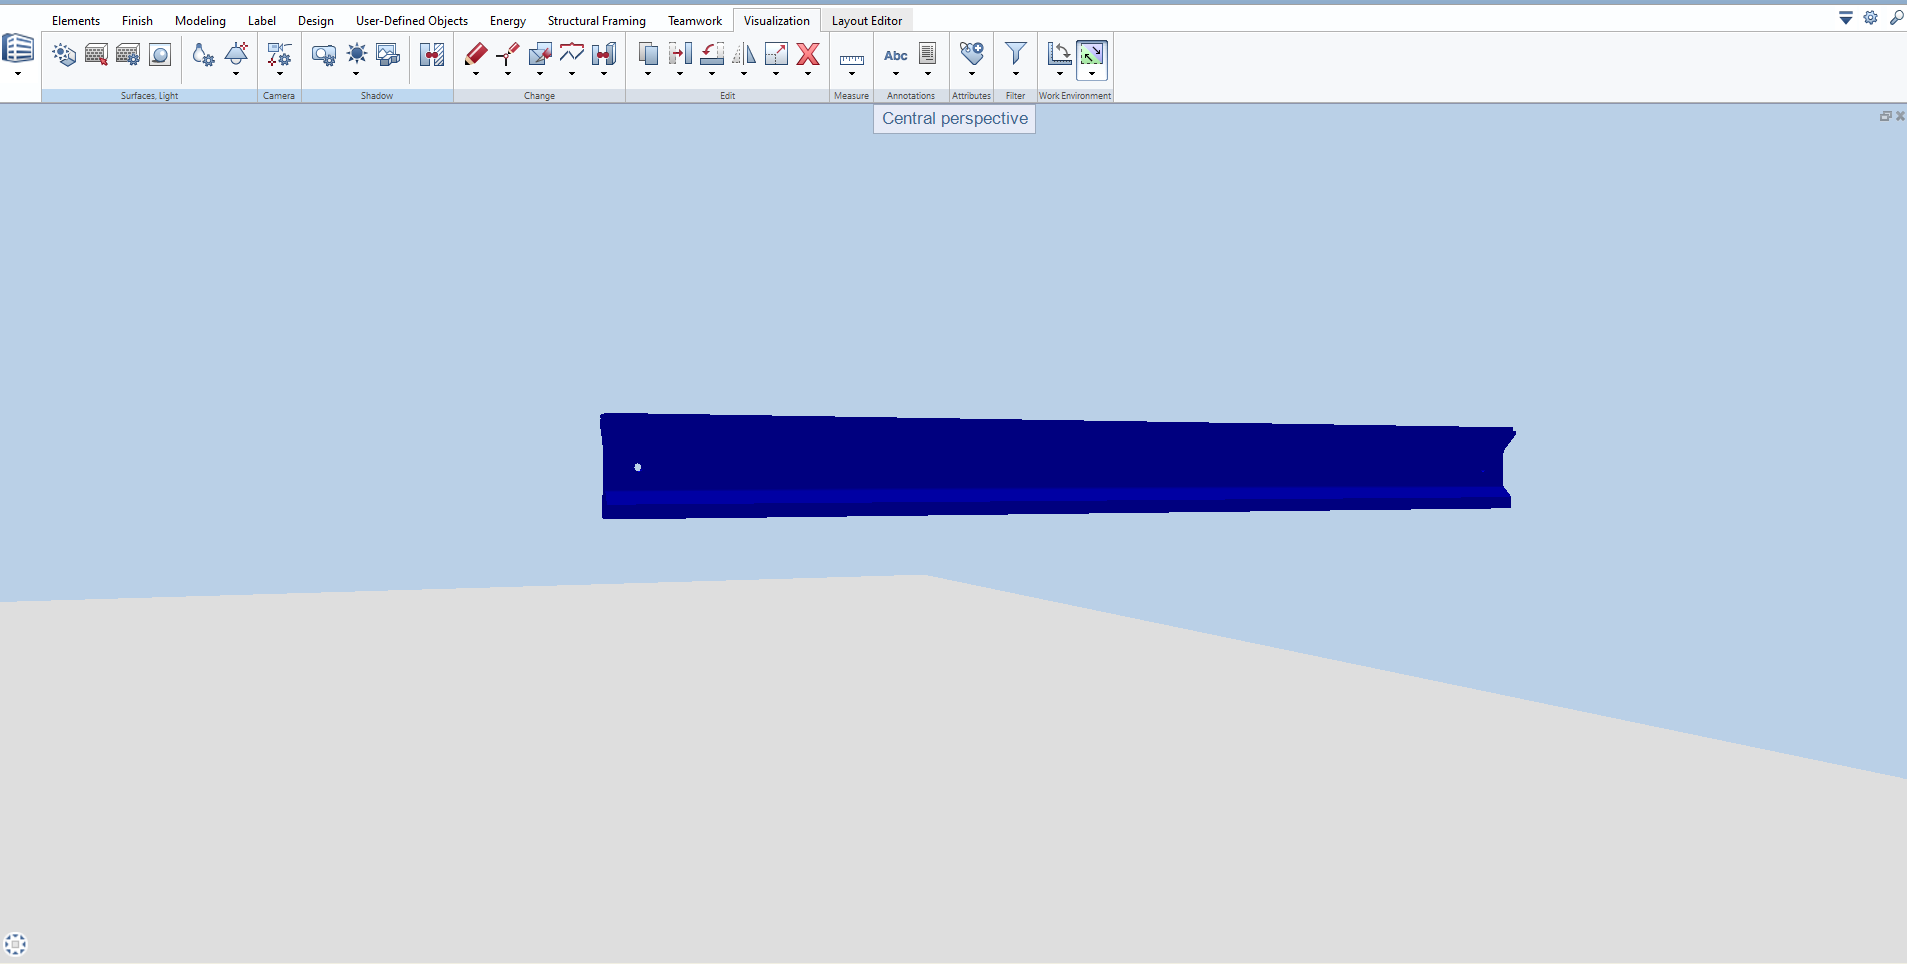 Elements Finish Modeling Label Design User-Defined Objects Energy Structural Framing Teamwork Visualization Layout Editor
Abc
Surfaces, Light Camera Shadow Change Edit Measure Annotations Attributes Filter Work Environment
Central perspective